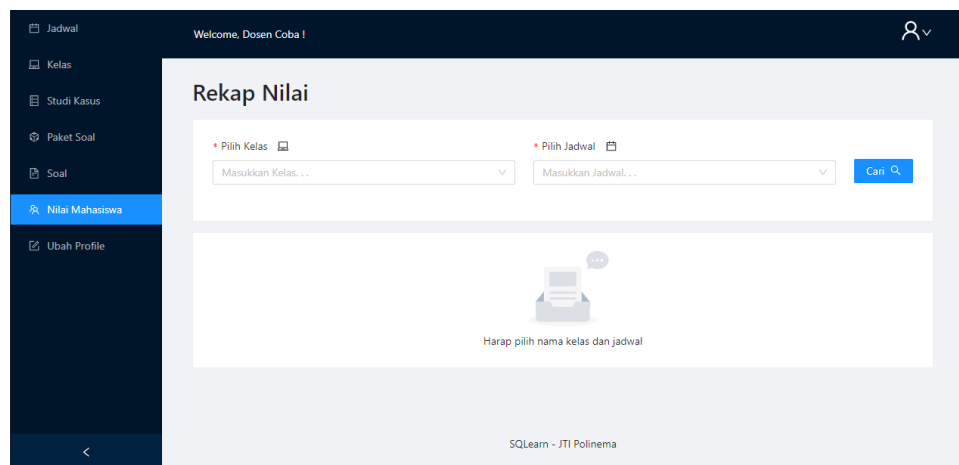 Jadwal
Kelas
Studi Kasus
Paket Soal
Soal
Nilai Mahasiswa
Ubah Profile
Welcome, Dosen Coba !
Rekap Nilai
* Pilih Kelas
Masukkan Kelas. . .
* Pilih Jadwal
Masukkan Jadwal. . .
Cari
Harap pilih nama kelas dan jadwal
SQLearn - JTI Polinema